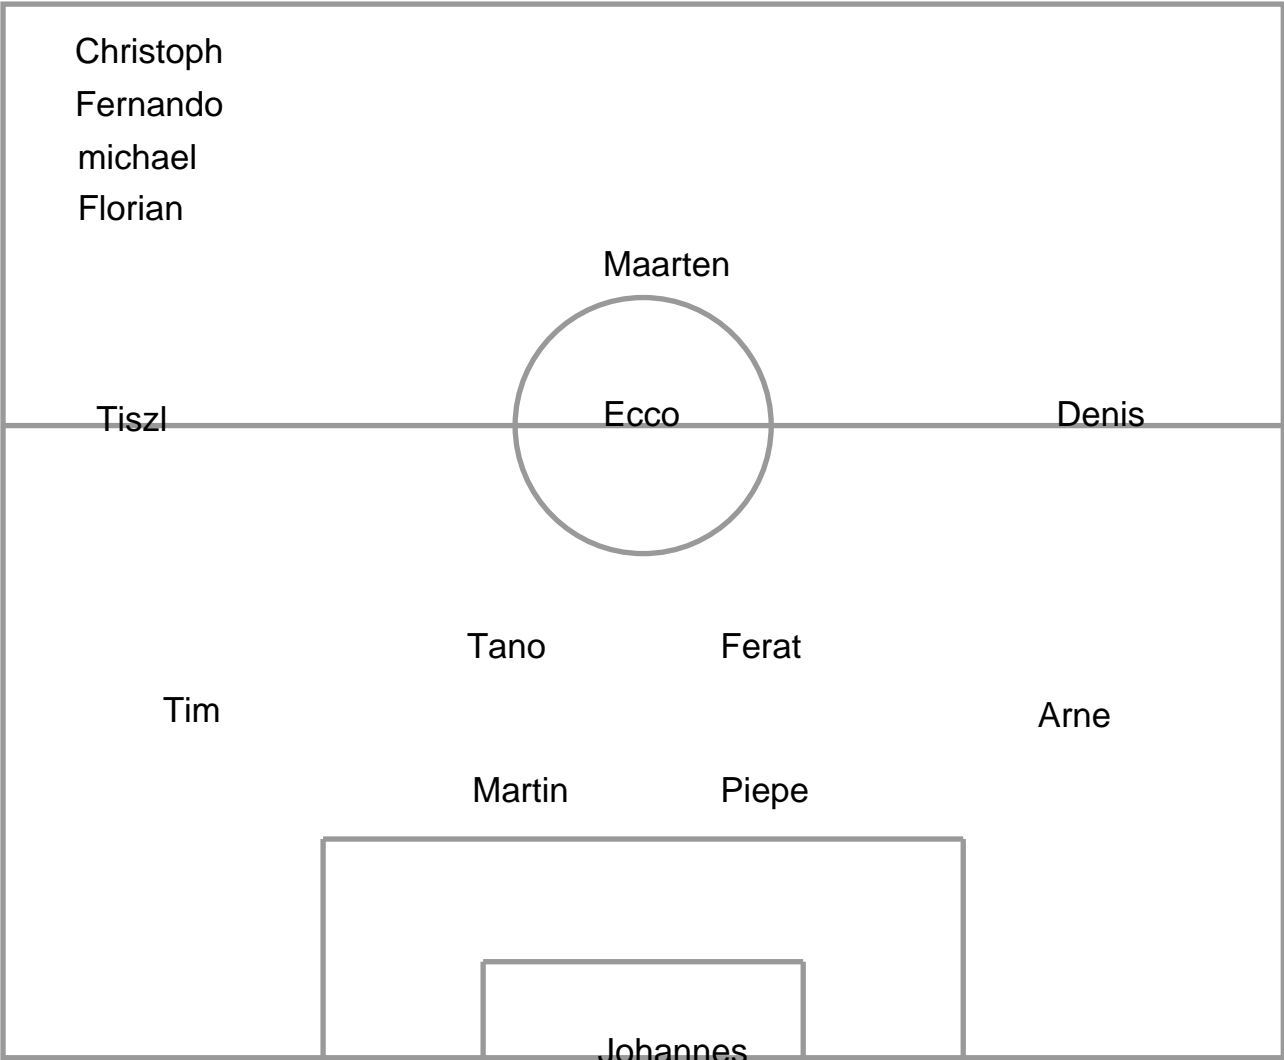 Christoph
Fernando
michael
Florian
Maarten
Tiszl Ecco Denis
Tano Ferat
Tim Arne
Martin Piepe
Johannes